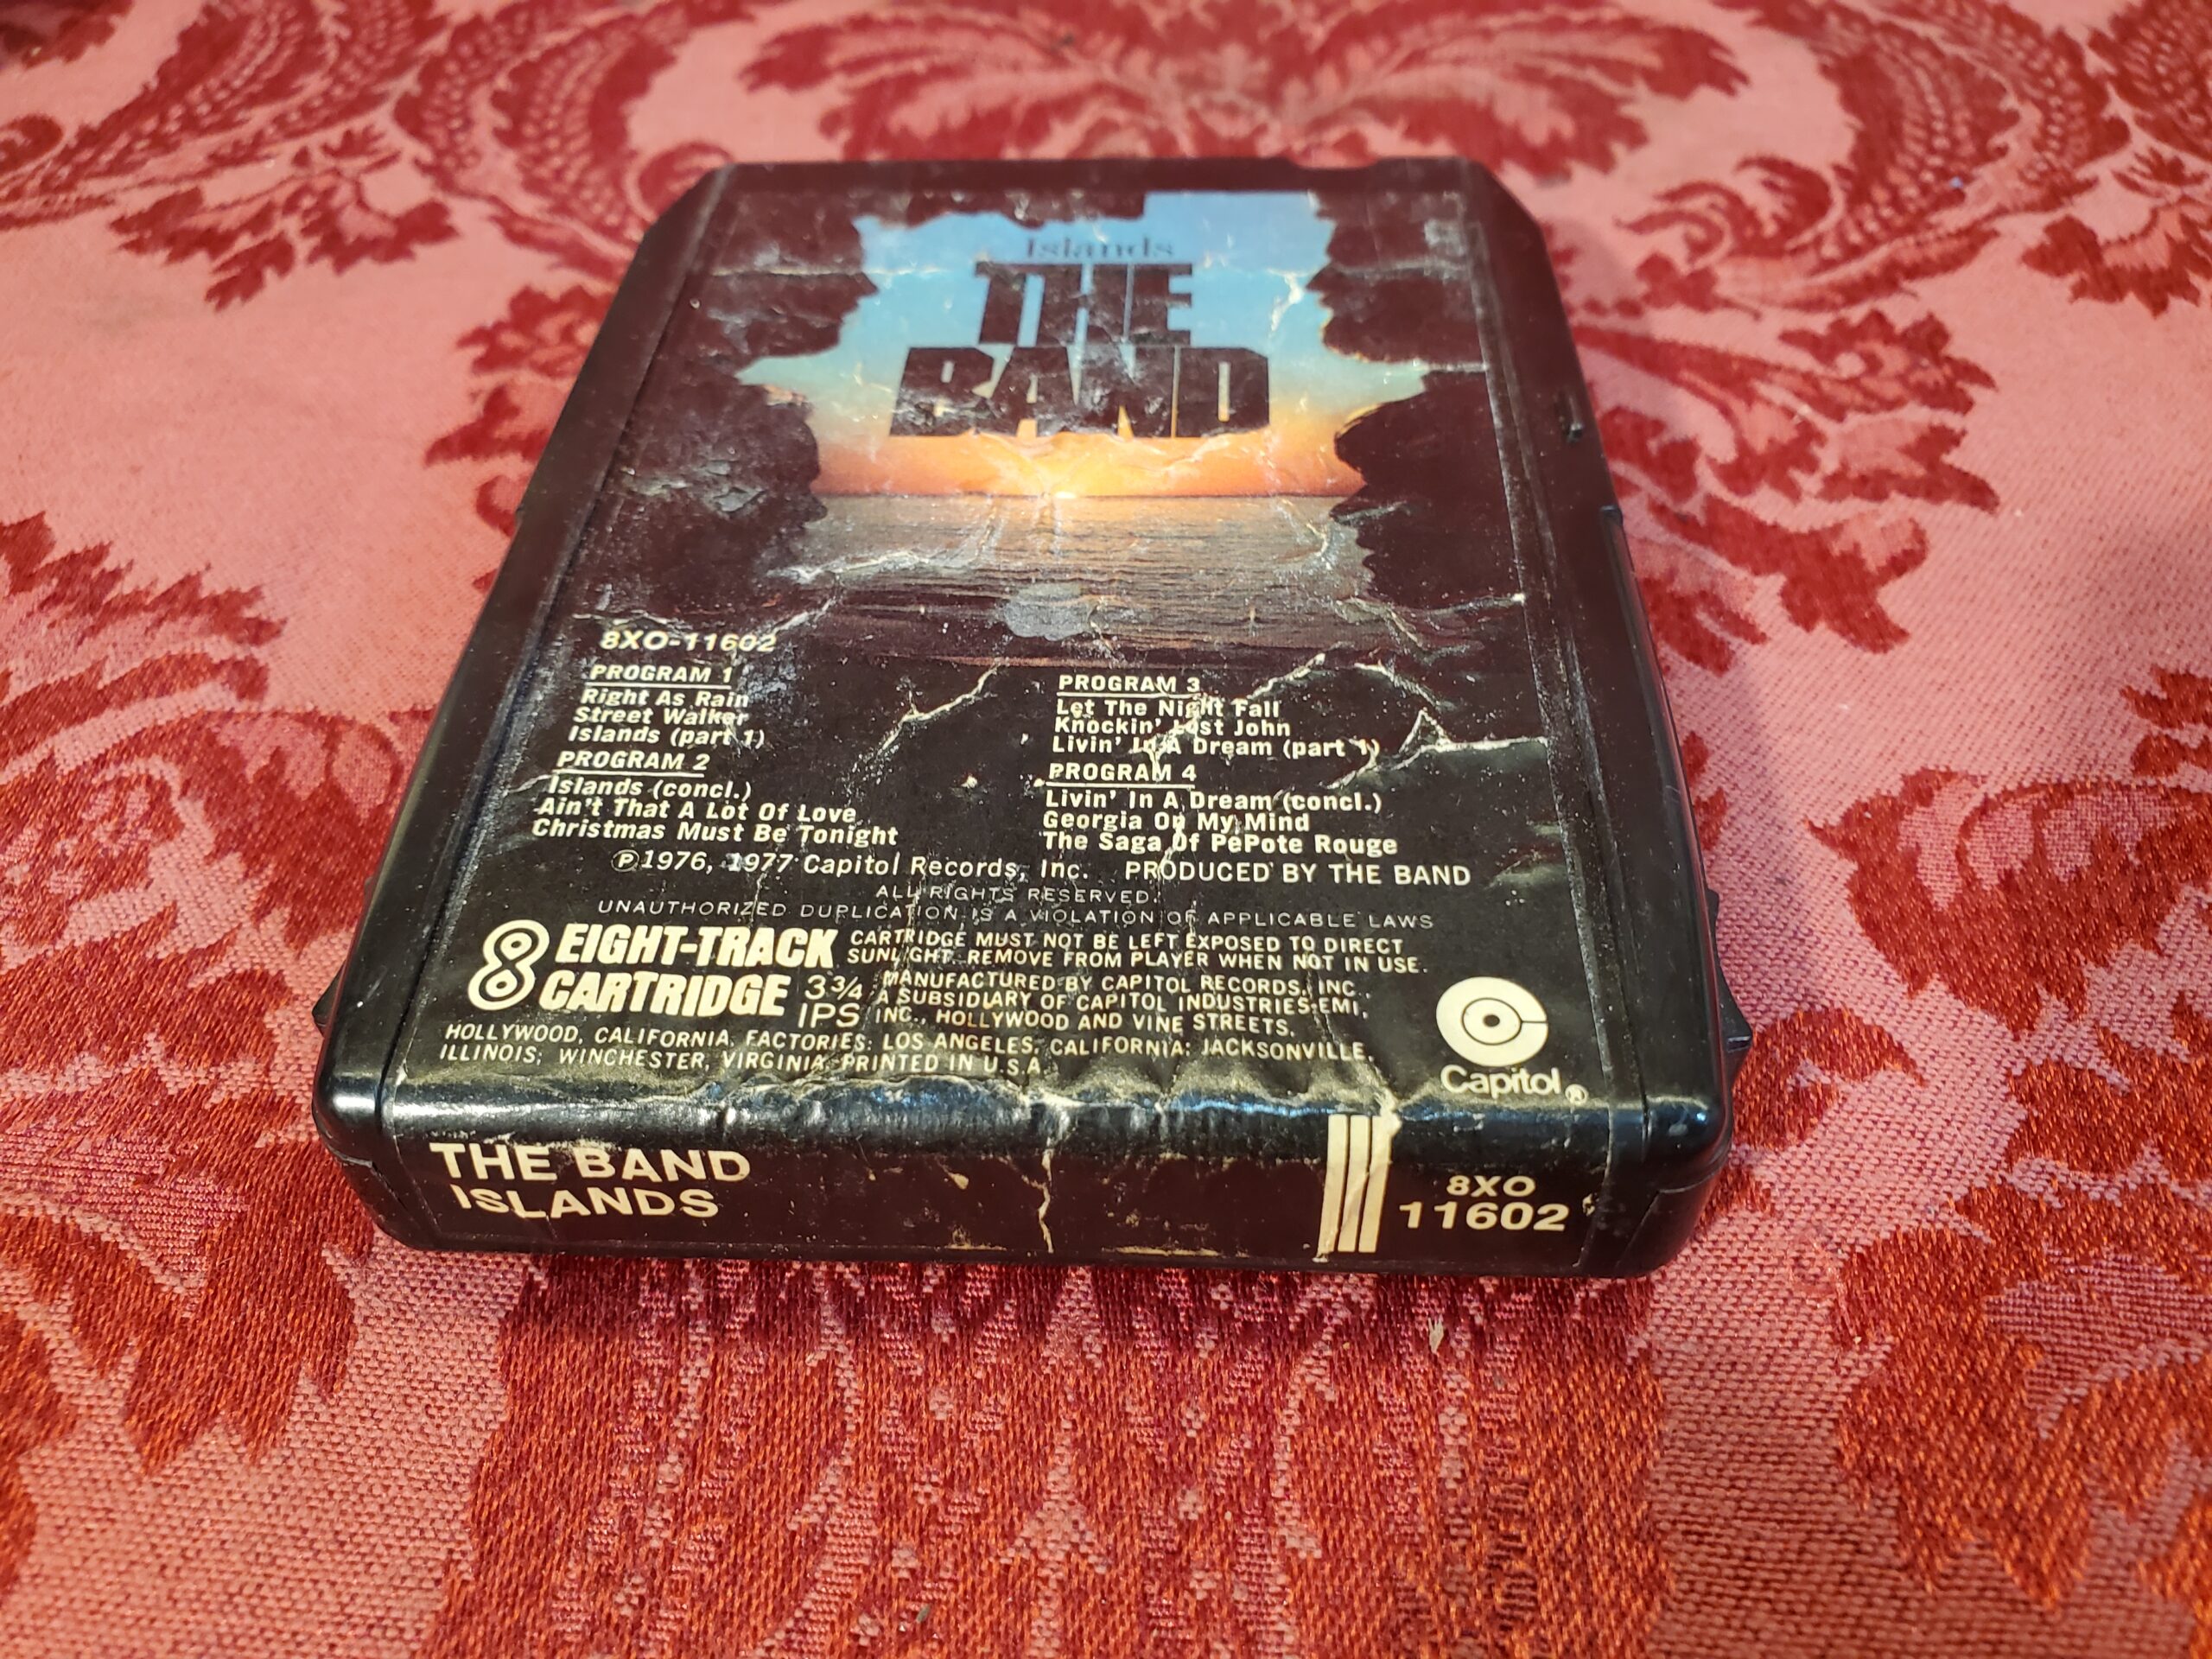 Islands
THE
BAND
8XO-11602
PROGRAM 1
Right As Rain
Street Walker
Islands (part 1)
PROGRAM 2
Islands (concl.)
Ain't That A Lot Of Love
Christmas Must Be Tonight
PROGRAM 3
Let The Night Fall
Knockin' Lost John
Livin' In A Dream (part 1)
PROGRAM 4
Livin' In A Dream (concl.)
Georgia On My Mind
The Saga Of PePote Rouge
Ⓟ1976, 1977 Capitol Records, Inc. PRODUCED BY THE BAND
ALL RIGHTS RESERVED.
UNAUTHORIZED DUPLICATION IS A VIOLATION OF APPLICABLE LAWS
8 EIGHT-TRACK
CARTRIDGE
3¾
IPS
CARTRIDGE MUST NOT BE LEFT EXPOSED TO DIRECT
SUNLIGHT. REMOVE FROM PLAYER WHEN NOT IN USE.
MANUFACTURED BY CAPITOL RECORDS, INC.,
A SUBSIDIARY OF CAPITOL INDUSTRIES-EMI,
INC., HOLLYWOOD AND VINE STREETS,
HOLLYWOOD, CALIFORNIA. FACTORIES: LOS ANGELES, CALIFORNIA; JACKSONVILLE,
ILLINOIS; WINCHESTER, VIRGINIA. PRINTED IN U.S.A.
Capitol®
THE BAND
ISLANDS
8XO
11602